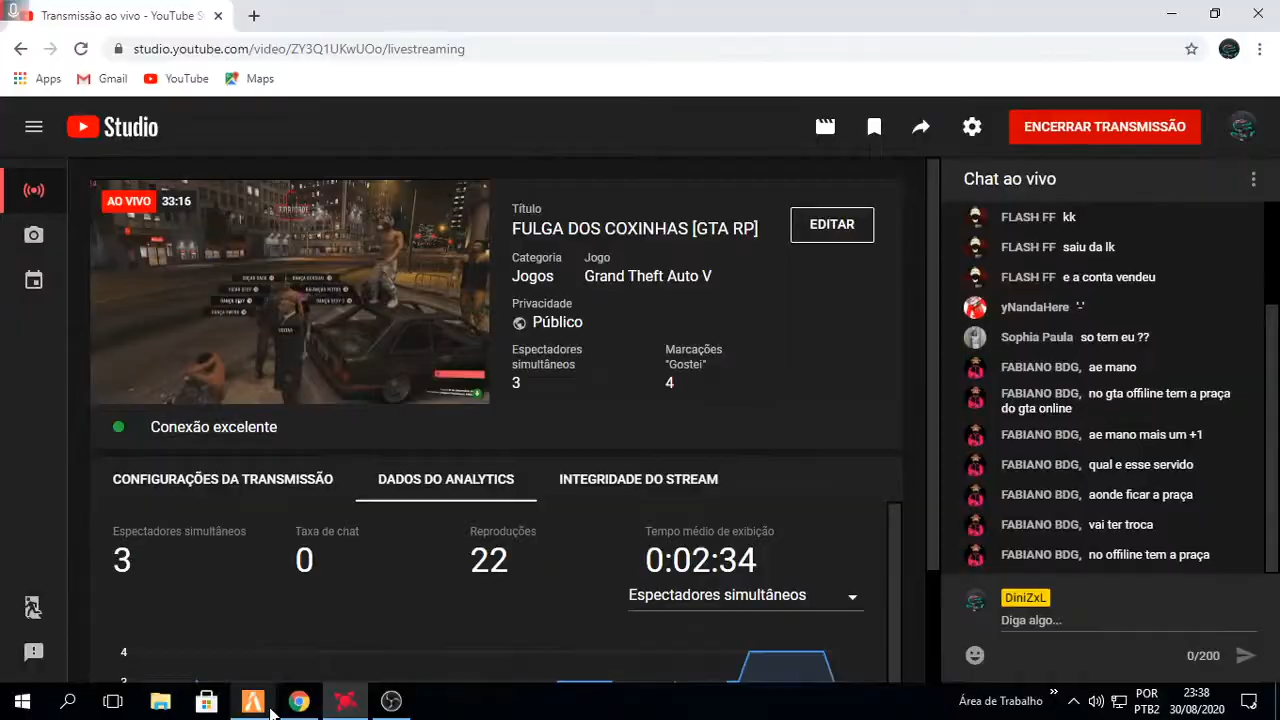 Transmissão ao vivo - YouTube S
studio.youtube.com/video/ZY3Q1UKwUOo/livestreaming
Apps
Gmail
YouTube
Maps
Studio
ENCERRAR TRANSMISSÃO
AO VIVO
33:16
Título
FULGA DOS COXINHAS [GTA RP]
EDITAR
Categoria
Jogo
Jogos
Grand Theft Auto V
Privacidade
Público
Espectadores
simultâneos
3
Marcações
"Gostei"
4
Conexão excelente
CONFIGURAÇÕES DA TRANSMISSÃO
DADOS DO ANALYTICS
INTEGRIDADE DO STREAM
Espectadores simultâneos
3
Taxa de chat
0
Reproduções
22
Tempo médio de exibição
0:02:34
Espectadores simultâneos
4
3
Chat ao vivo
FLASH FF kk
FLASH FF saiu da lk
FLASH FF e a conta vendeu
yNandaHere
Sophia Paula so tem eu ??
FABIANO BDG, ae mano
FABIANO BDG, no gta offiline tem a praça
do gta online
FABIANO BDG, ae mano mais um +1
FABIANO BDG, qual e esse servido
FABIANO BDG, aonde ficar a praça
FABIANO BDG, vai ter troca
FABIANO BDG, no offiline tem a praça
DiniZxL
Diga algo...
0/200
Área de Trabalho
POR
PTB2
23:38
30/08/2020